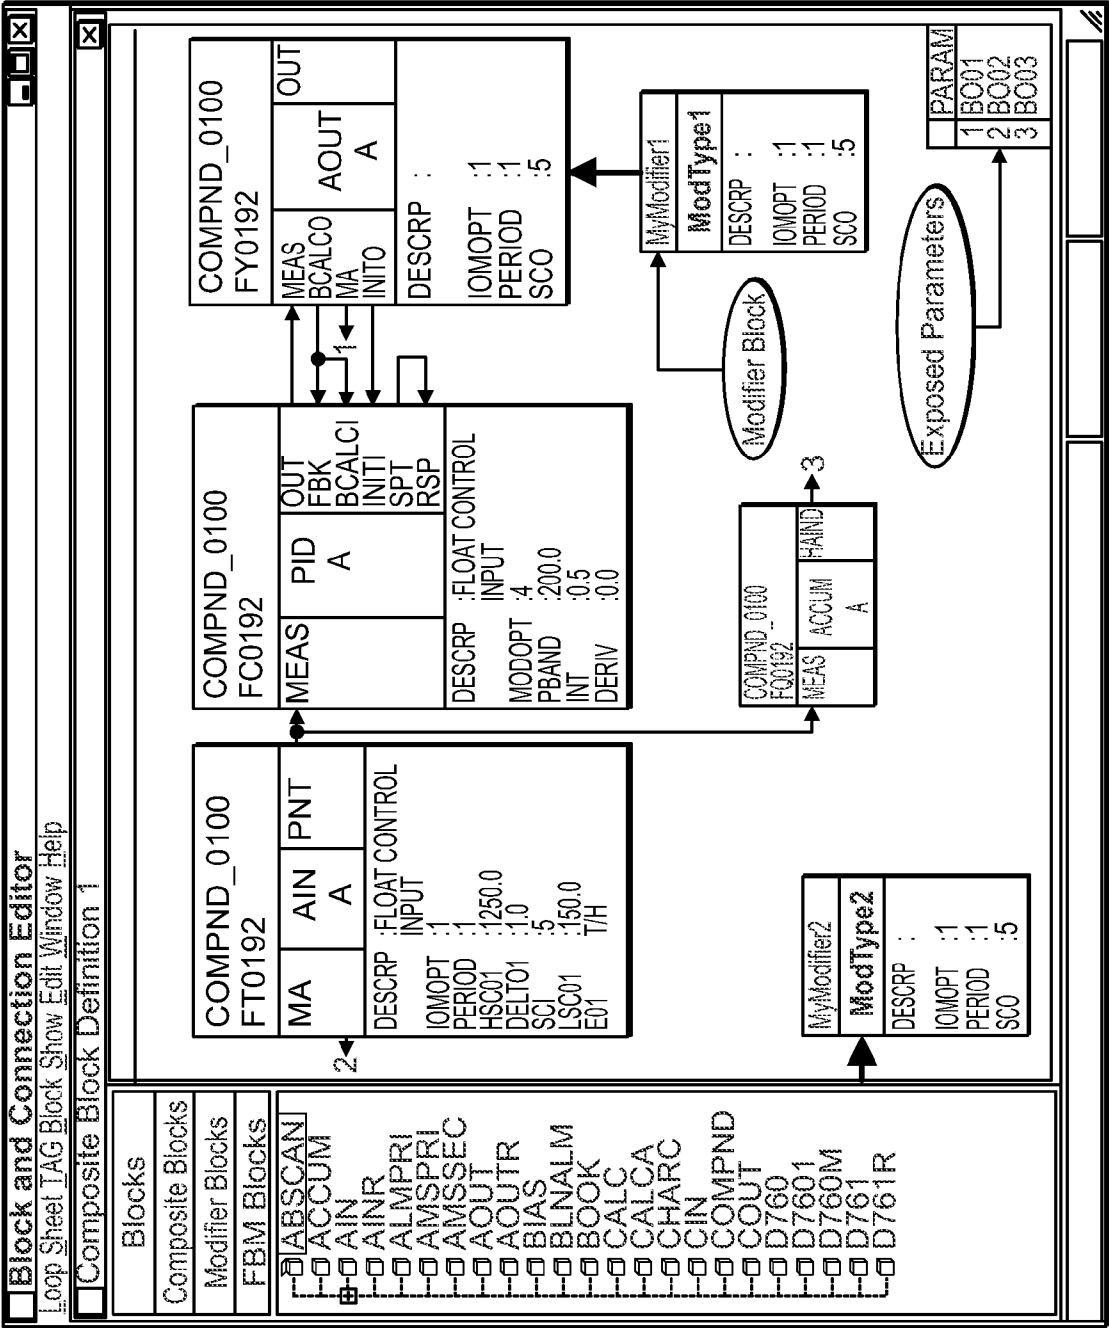 Block and Connection Editor
Loop Sheet TAG Block Show Edit Window Help
Composite Block Definition 1
Blocks
Composite Blocks
Modifier Blocks
FBM Blocks
ABSCAN
ACCUM
AIN
AINR
ALMPRI
AMSPRI
AMSSEC
AOUT
AOUTR
BIAS
BLNALM
BOOK
CALC
CALCA
CHARC
CIN
COMPND
COUT
D760
D7601
D760M
D761
D761R
COMPND_0100
FT0192
MA AIN PNT
A
2
DESCRP :FLOAT CONTROL
INPUT
IOMOPT :1
PERIOD :1
HSC01 :1250.0
DELTO1 :1.0
SCI :5
LSC01 :150.0
E01 T/H
COMPND_0100
FC0192
MEAS PID OUT
A FBK
BCALCI
INITI
SPT
RSP
DESCRP :FLOAT CONTROL
INPUT
MODOPT :4
PBAND :200.0
INT :0.5
DERIV :0.0
COMPND_0100
FY0192
MEAS AOUT OUT
BCALCO A
MA
INITO
1
DESCRP :
IOMOPT :1
PERIOD :1
SCO :5
MyModifier1
ModType1
DESCRP :
IOMOPT :1
PERIOD :1
SCO :5
Modifier Block
COMPND_0100
FQ0192
MEAS ACCUM HAIND
A
3
MyModifier2
ModType2
DESCRP :
IOMOPT :1
PERIOD :1
SCO :5
Exposed Parameters
PARAM
1 BO01
2 BO02
3 BO03